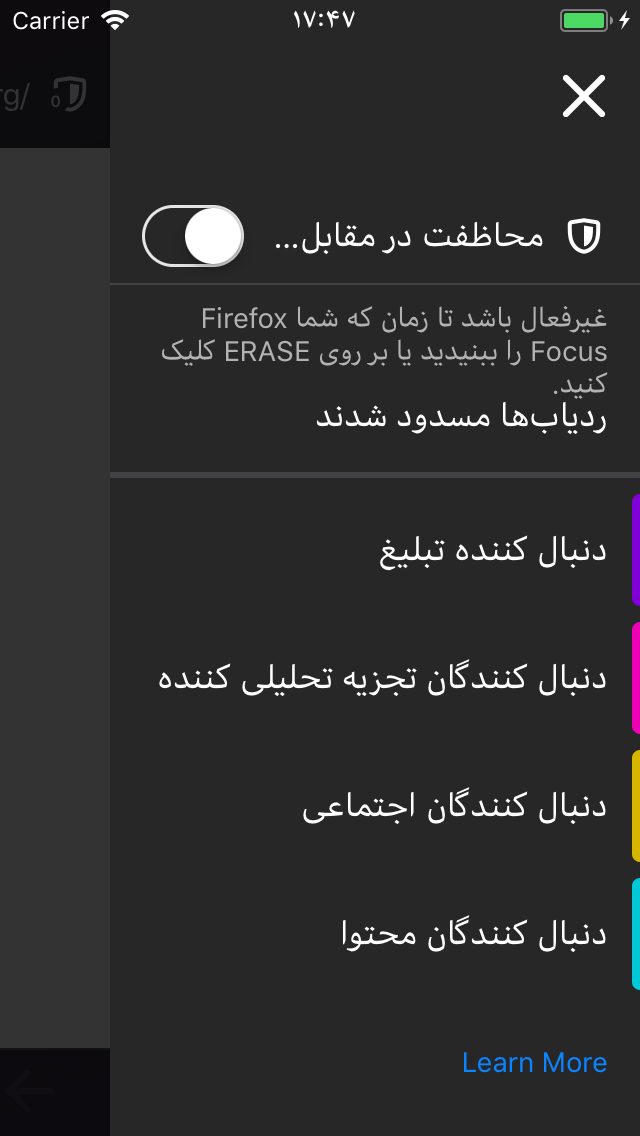 Carrier
۱۷:۴۷
rg/
0
محاظفت در مقابل...
غیرفعال باشد تا زمان که شما Firefox
Focus را ببنیدید یا بر روی ERASE کلیک
کنید.
ردیاب‌ها مسدود شدند
دنبال کننده تبلیغ
دنبال کنندگان تجزیه تحلیلی کننده
دنبال کنندگان اجتماعی
دنبال کنندگان محتوا
Learn More